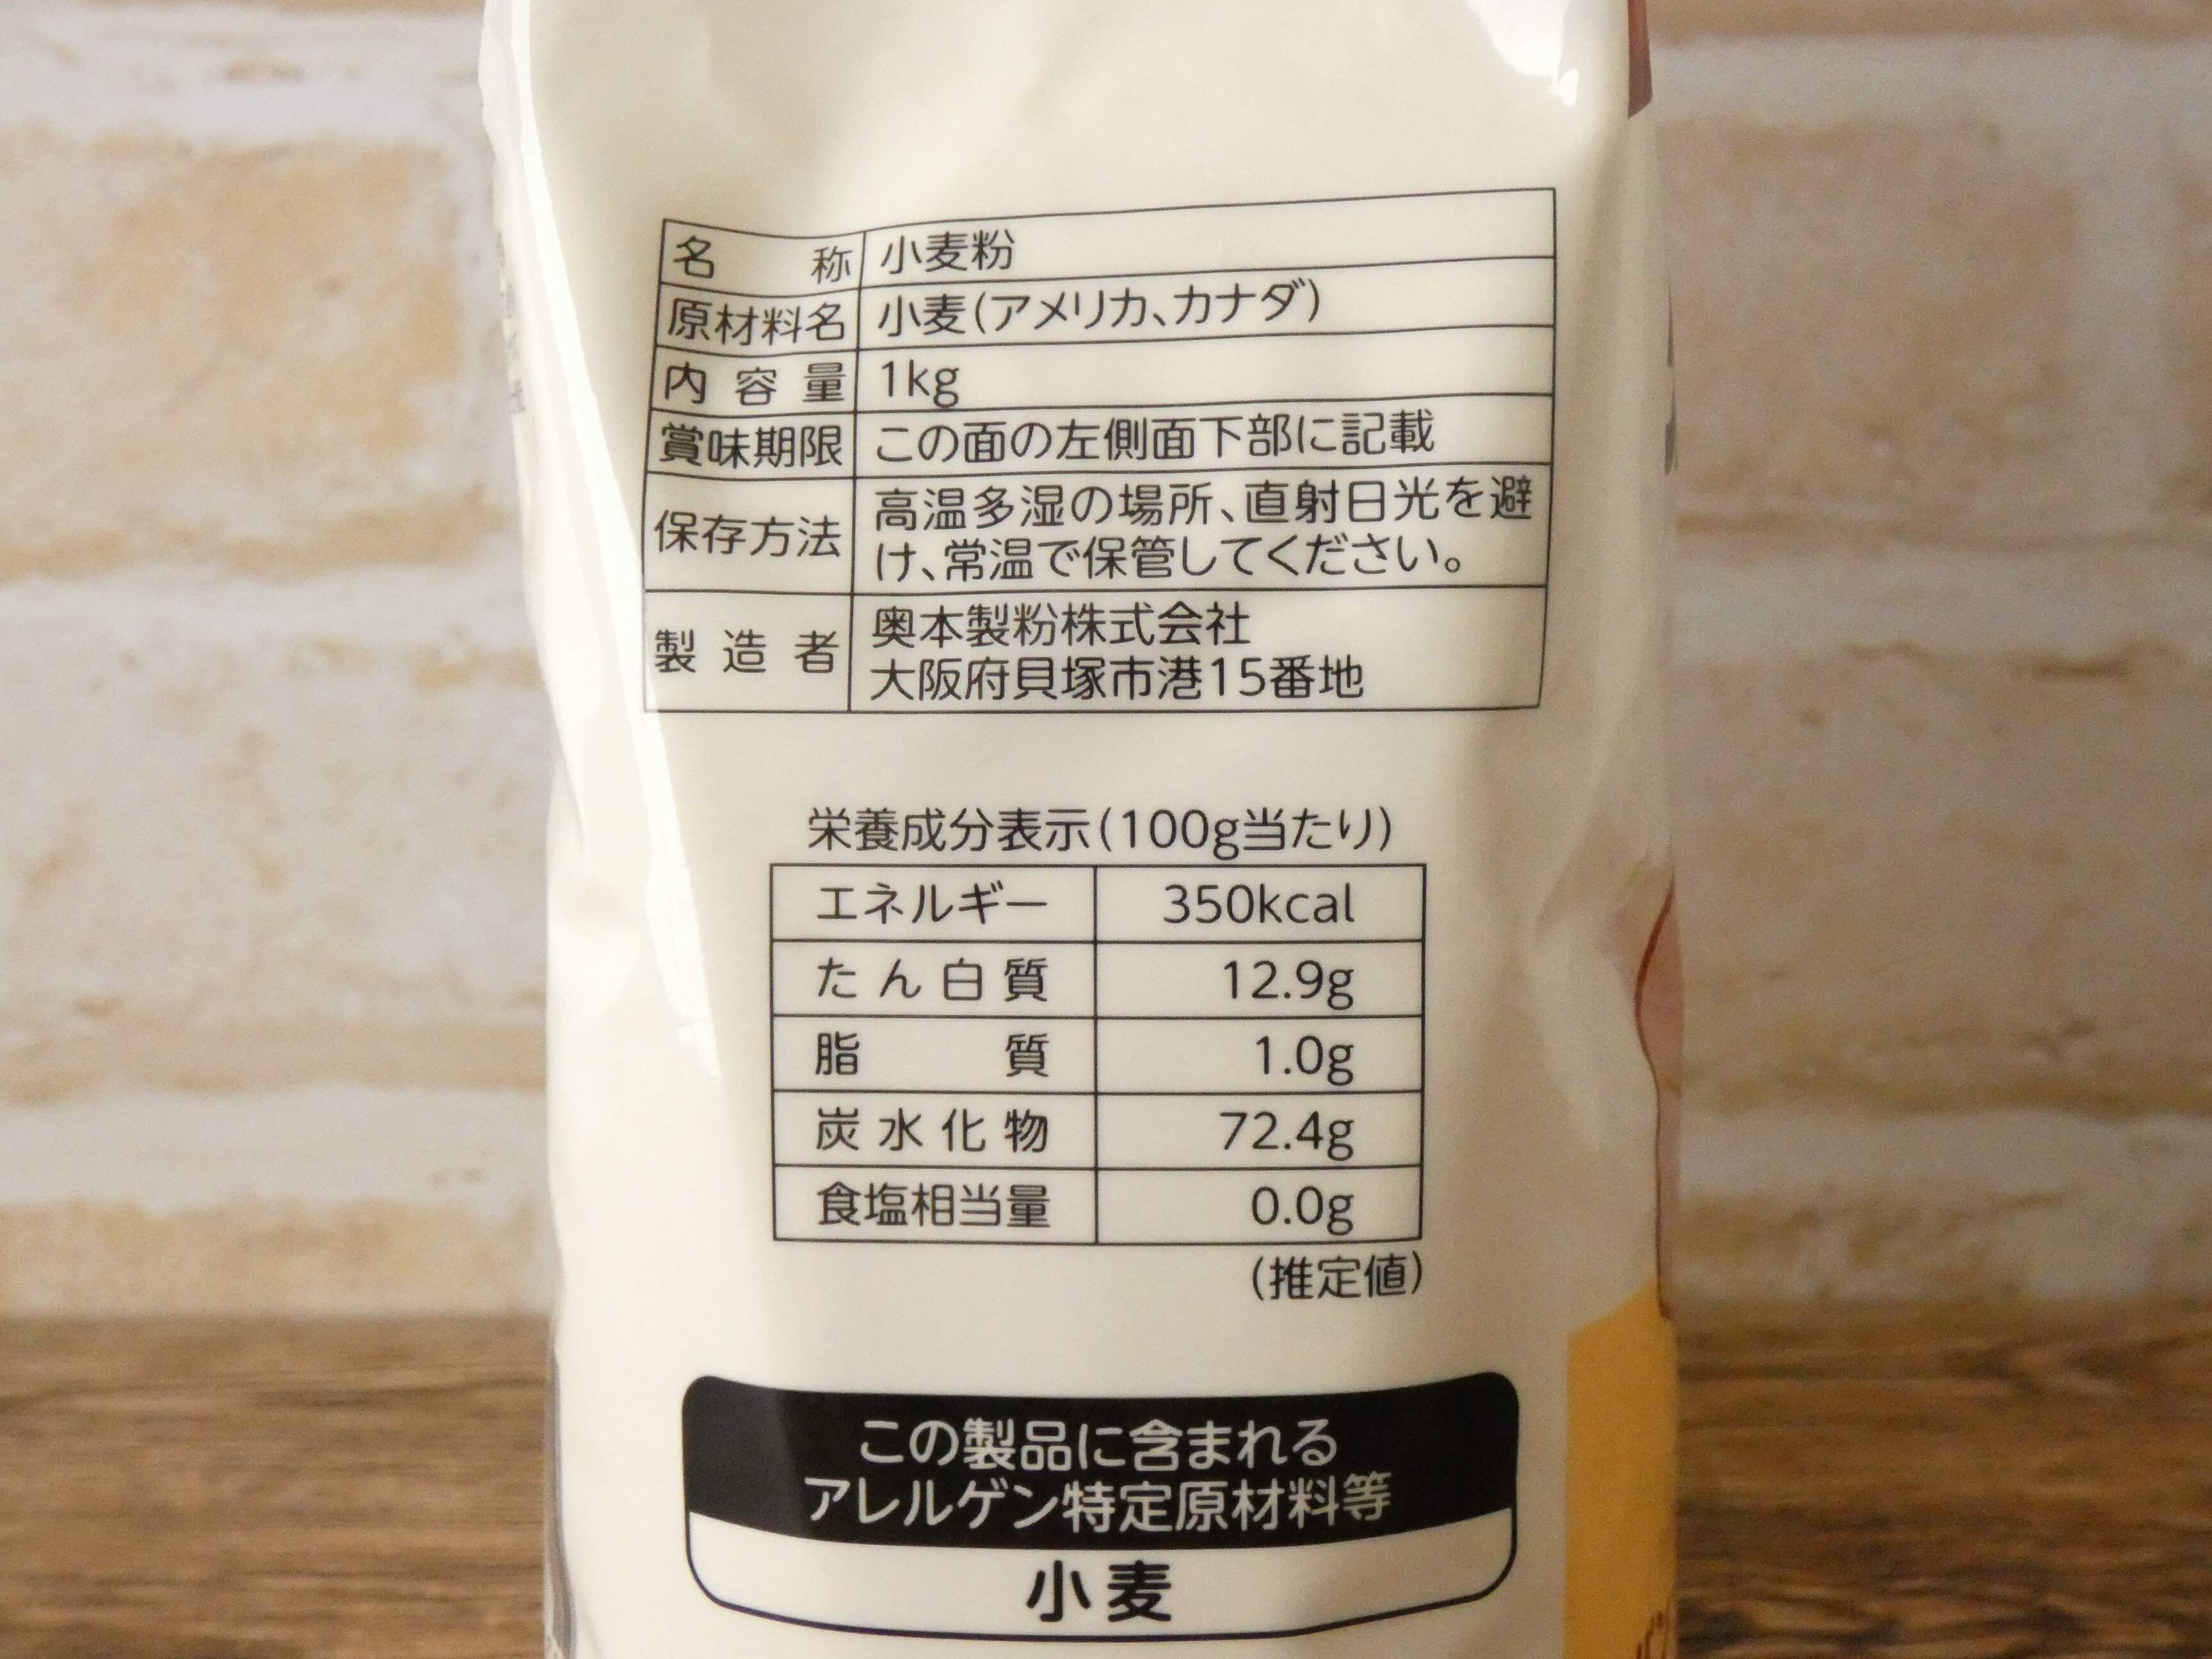 名称 小麦粉
原材料名 小麦(アメリカ、カナダ)
内容量 1kg
賞味期限 この面の左側面下部に記載
保存方法 高温多湿の場所、直射日光を避
け、常温で保管してください。
製造者 奥本製粉株式会社
大阪府貝塚市港15番地
栄養成分表示(100g当たり)
エネルギー 350kcal
たん白質 12.9g
脂質 1.0g
炭水化物 72.4g
食塩相当量 0.0g
(推定値)
この製品に含まれる
アレルゲン特定原材料等
小麦